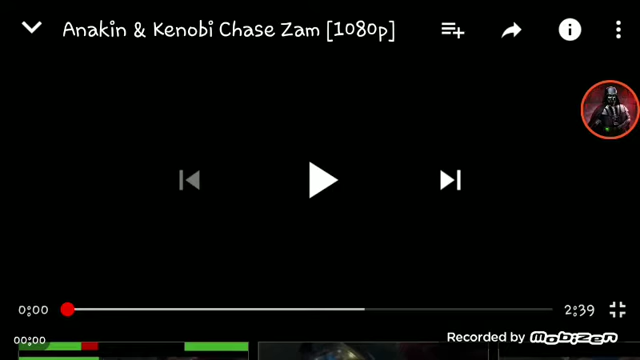 Anakin & Kenobi Chase Zam [1080p]
0:00
2:39
00:00
Recorded by Mobizen